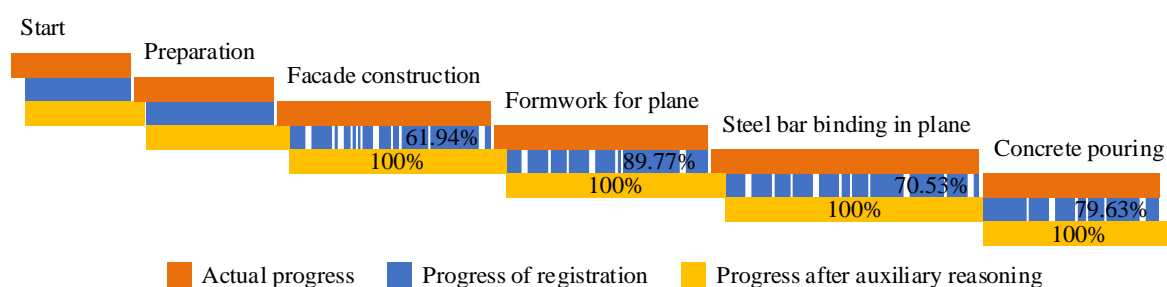 Start
Preparation
Facade construction
Formwork for plane
Steel bar binding in plane
Concrete pouring
61.94%
100%
89.77%
100%
70.53%
100%
79.63%
100%
Actual progress
Progress of registration
Progress after auxiliary reasoning